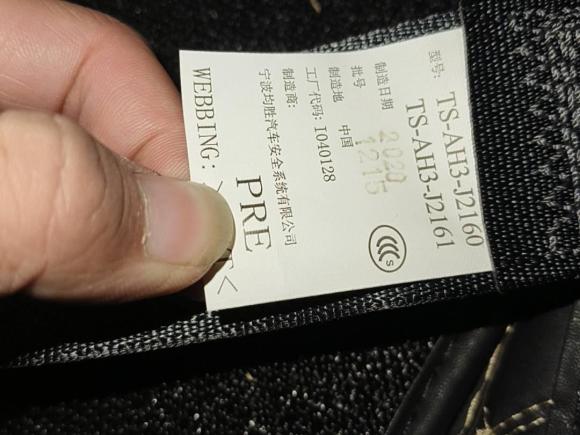 型号: TS-AH3-J2160
TS-AH3-J2161
制造日期 2020
批号 1215
制造地 中国
工厂代码: I040128
制造商:
宁波均胜汽车安全系统有限公司
PRE
WEBBING: > T<
CCC S